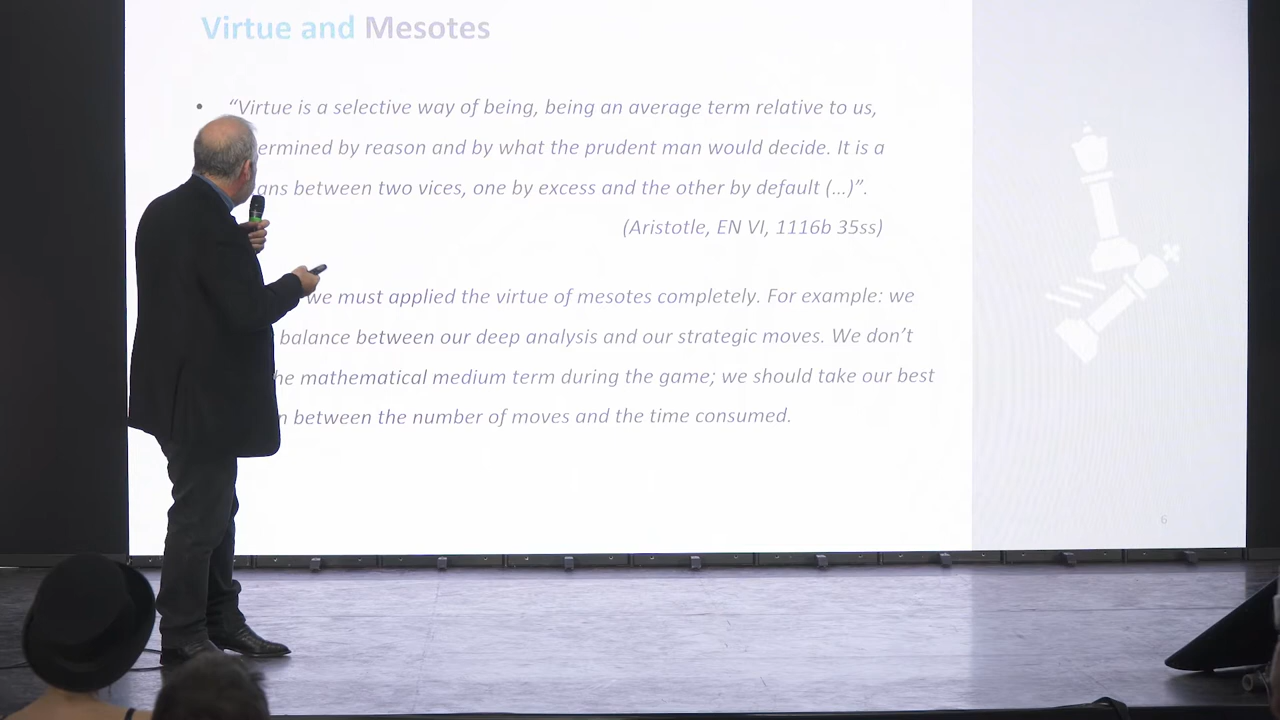 Virtue and Mesotes
• “Virtue is a selective way of being, being an average term relative to us,
ermined by reason and by what the prudent man would decide. It is a
ans between two vices, one by excess and the other by default (...)”.
(Aristotle, EN VI, 1116b 35ss)
we must applied the virtue of mesotes completely. For example: we
balance between our deep analysis and our strategic moves. We don’t
he mathematical medium term during the game; we should take our best
n between the number of moves and the time consumed.
6